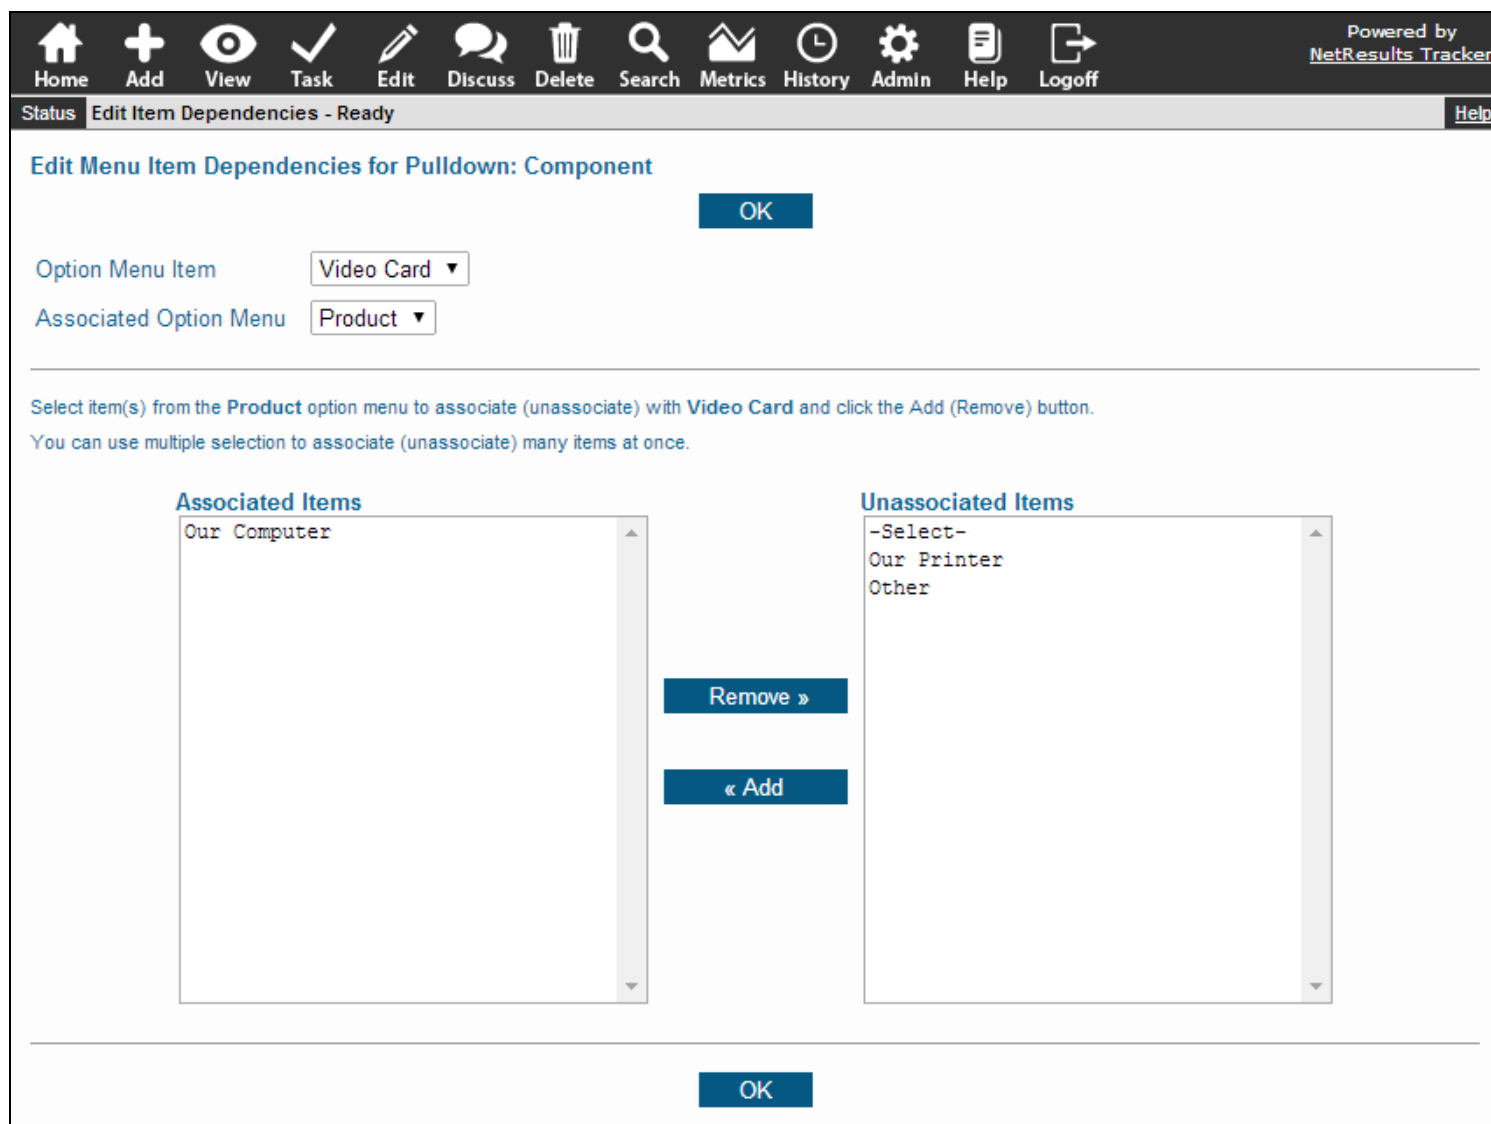 Home Add View Task Edit Discuss Delete Search Metrics History Admin Help Logoff
Powered by
NetResults Tracker
Status Edit Item Dependencies - Ready Help
Edit Menu Item Dependencies for Pulldown: Component
OK
Option Menu Item Video Card
Associated Option Menu Product
Select item(s) from the Product option menu to associate (unassociate) with Video Card and click the Add (Remove) button.
You can use multiple selection to associate (unassociate) many items at once.
Associated Items
Our Computer
Unassociated Items
-Select-
Our Printer
Other
Remove »
« Add
OK